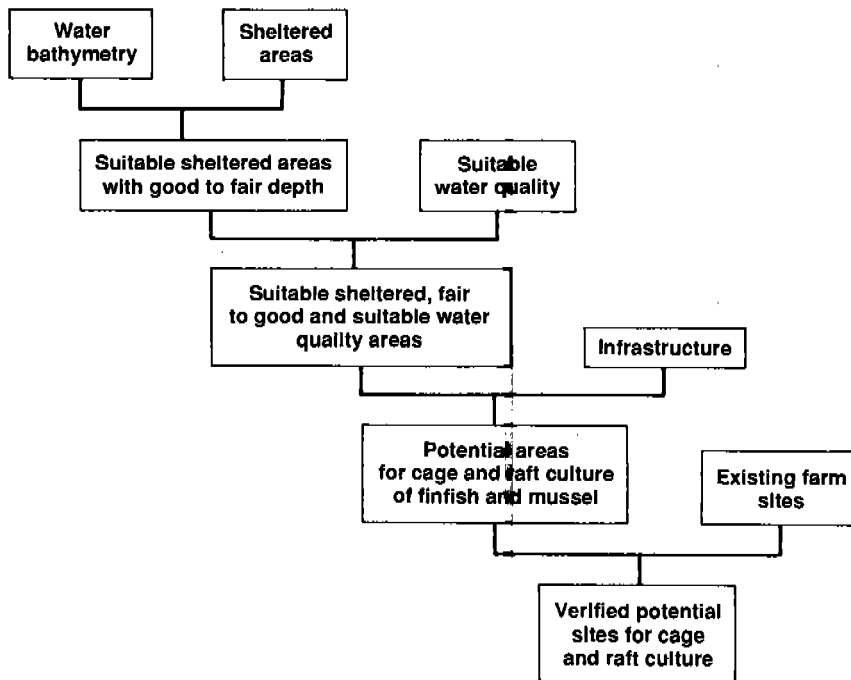 Water
bathymetry
Sheltered
areas
Suitable sheltered areas
with good to fair depth
Suitable
water quality
Suitable sheltered, fair
to good and suitable water
quality areas
Infrastructure
Potential areas
for cage and raft culture
of finfish and mussel
Existing farm
sites
Verified potential
sites for cage
and raft culture